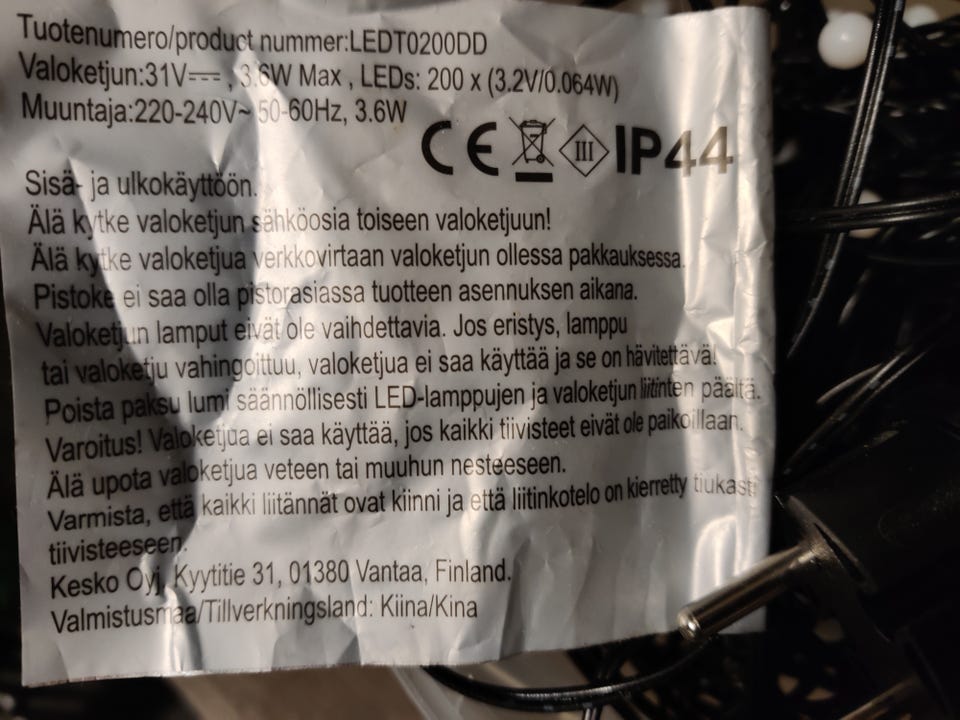 Tuotenumero/product nummer:LEDT0200DD
Valoketjun:31V⎓, 3.6W Max , LEDs: 200 x (3.2V/0.064W)
Muuntaja:220-240V~ 50-60Hz, 3.6W
CE III IP44
Sisä- ja ulkokäyttöön.
Älä kytke valoketjun sähköosia toiseen valoketjuun!
Älä kytke valoketjua verkkovirtaan valoketjun ollessa pakkauksessa.
Pistoke ei saa olla pistorasiassa tuotteen asennuksen aikana.
Valoketjun lamput eivät ole vaihdettavia. Jos eristys, lamppu
tai valoketju vahingoittuu, valoketjua ei saa käyttää ja se on hävitettävä!
Poista paksu lumi säännöllisesti LED-lamppujen ja valoketjun liitinten päältä.
Varoitus! Valoketjua ei saa käyttää, jos kaikki tiivisteet eivät ole paikoillaan.
Älä upota valoketjua veteen tai muuhun nesteeseen.
Varmista, että kaikki liitännät ovat kiinni ja että liitinkotelo on kierretty tiukasti
tiivisteeseen.
Kesko Oyj, Kyytitie 31, 01380 Vantaa, Finland.
Valmistusmaa/Tillverkningsland: Kiina/Kina